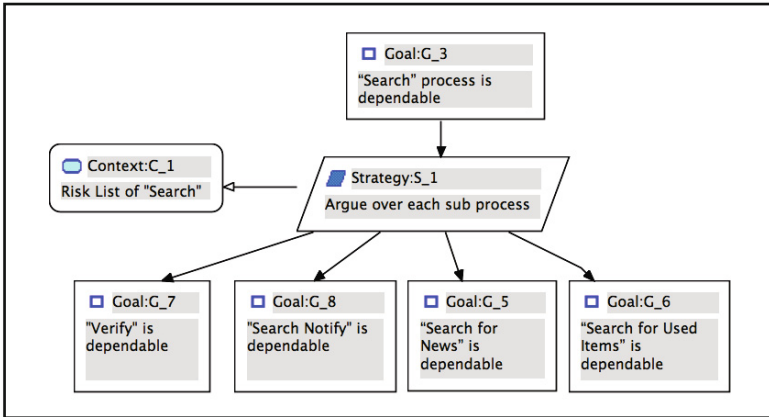 Goal:G_3
“Search” process is
dependable
Context:C_1
Risk List of "Search"
Strategy:S_1
Argue over each sub process
Goal:G_7
"Verify" is
dependable
Goal:G_8
"Search Notify" is
dependable
Goal:G_5
“Search for
News” is
dependable
Goal:G_6
“Search for Used
Items” is
dependable